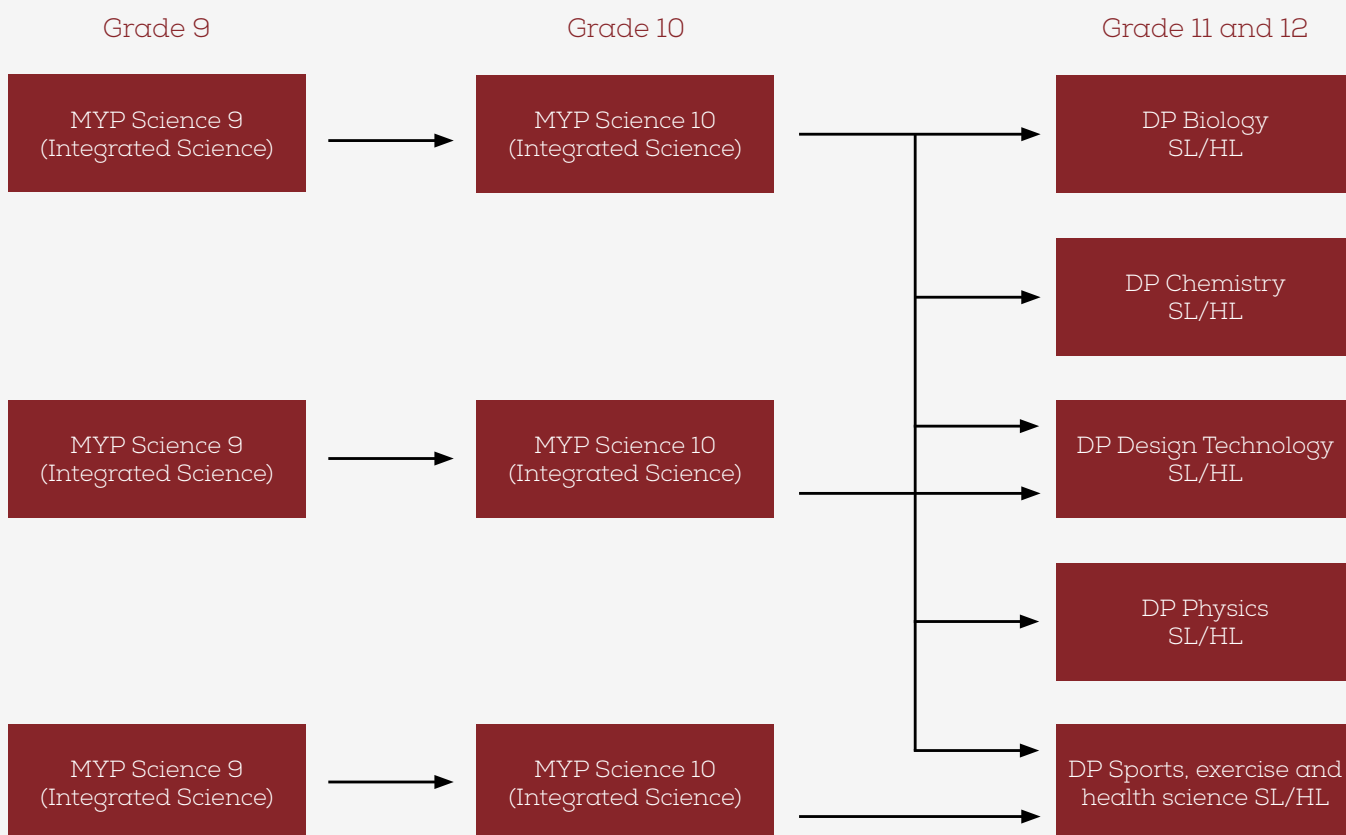 Grade 9
Grade 10
Grade 11 and 12
MYP Science 9
(Integrated Science)
MYP Science 10
(Integrated Science)
DP Biology
SL/HL
DP Chemistry
SL/HL
MYP Science 9
(Integrated Science)
MYP Science 10
(Integrated Science)
DP Design Technology
SL/HL
DP Physics
SL/HL
MYP Science 9
(Integrated Science)
MYP Science 10
(Integrated Science)
DP Sports, exercise and
health science SL/HL